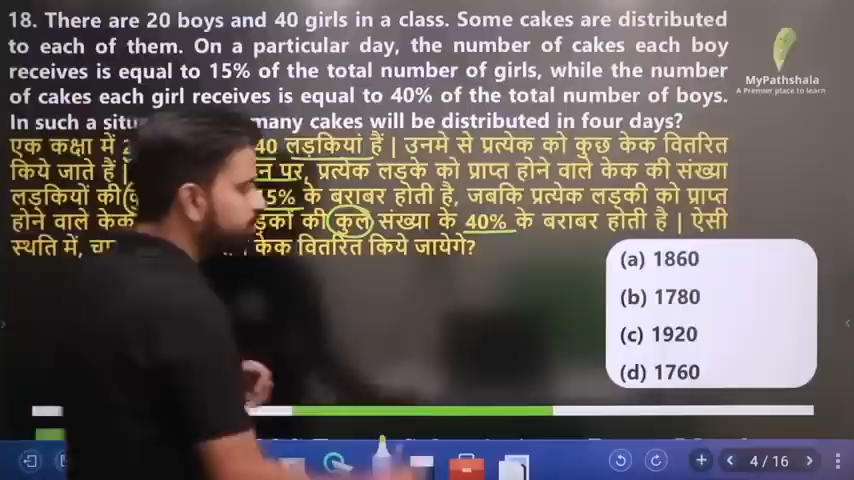 18. There are 20 boys and 40 girls in a class. Some cakes are distributed
to each of them. On a particular day, the number of cakes each boy
receives is equal to 15% of the total number of girls, while the number
of cakes each girl receives is equal to 40% of the total number of boys.
In such a many cakes will be distributed in four days?
एक कक्षा में 40 लड़कियां हैं | उनमे से प्रत्येक को कुछ केक वितरित
किये जाते हैं | पर, प्रत्येक लड़के को प्राप्त होने वाले केक की संख्या
लड़कियों की 15% के बराबर होती है, जबकि प्रत्येक लड़की को प्राप्त
होने वाले केक की कुल संख्या के 40% के बराबर होती है | ऐसी
स्थति में, केक वितरित किये जायेगे?
(a) 1860
(b) 1780
(c) 1920
(d) 1760
MyPathshala
A Premier place to learn
4 / 16